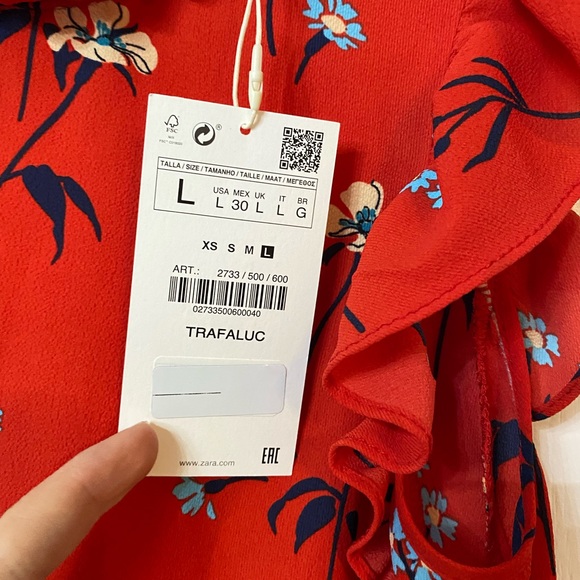 FSC
®
TALLA / SIZE / TAMANHO / TAILLE / MAAT / ΜΕΓΕΘΟΣ
L
USA MEX UK IT BR
L 30 L L G
XS S M L
ART.: 2733 / 500 / 600
02733500600040
TRAFALUC
www.zara.com
EAC